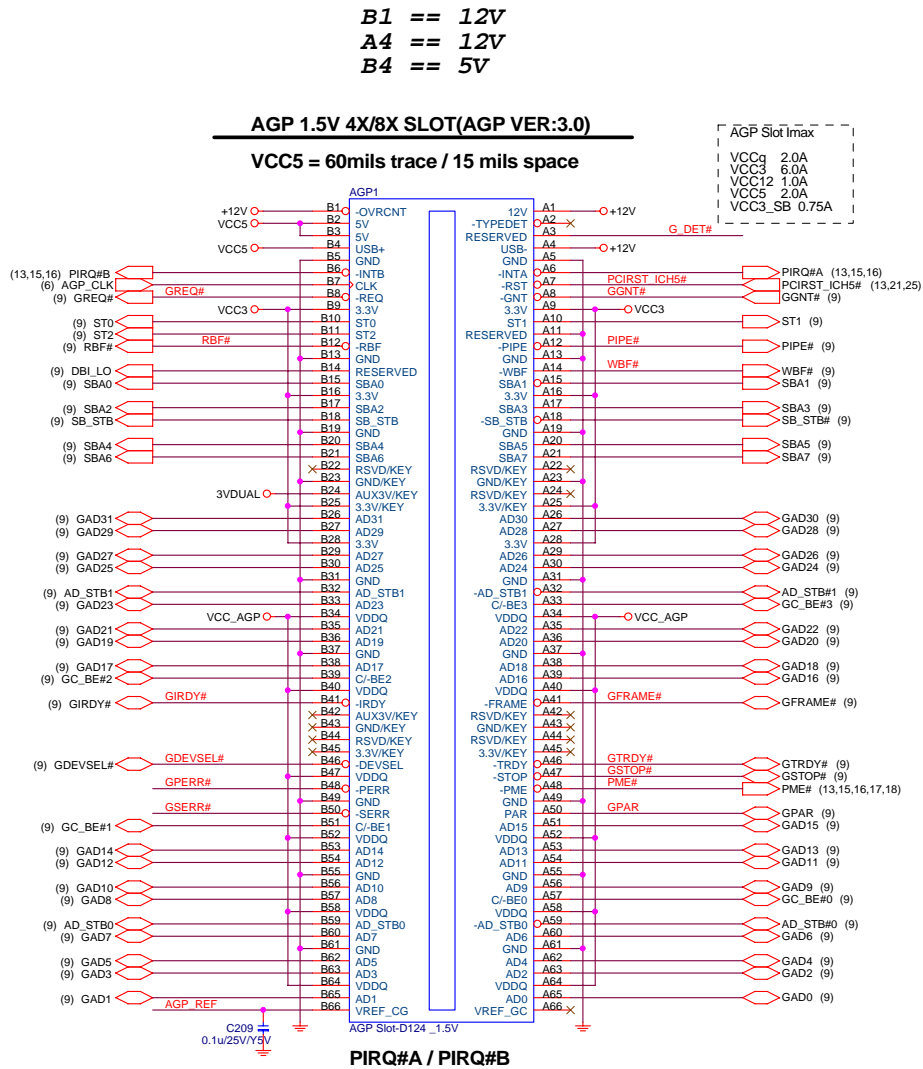 B1 == 12V
A4 == 12V
B4 == 5V
AGP 1.5V 4X/8X SLOT(AGP VER:3.0)
VCC5 = 60mils trace / 15 mils space
AGP Slot Imax
VCCq 2.0A
VCC3 6.0A
VCC12 1.0A
VCC5 2.0A
VCC3_SB 0.75A
AGP1
+12V B1 -OVRCNT 12V A1 +12V
VCC5 B2 5V -TYPEDET A2
B3 5V RESERVED A3 G_DET#
VCC5 B4 USB+ USB- A4 +12V
B5 GND GND A5
(13,15,16) PIRQ#B B6 -INTB -INTA A6 PIRQ#A (13,15,16)
(6) AGP_CLK B7 CLK -RST A7 PCIRST_ICH5# PCIRST_ICH5# (13,21,25)
(9) GREQ# GREQ# B8 -REQ -GNT A8 GGNT# GGNT# (9)
VCC3 B9 3.3V 3.3V A9 VCC3
(9) ST0 B10 ST0 ST1 A10 ST1 (9)
(9) ST2 B11 ST2 RESERVED A11
(9) RBF# RBF# B12 -RBF -PIPE A12 PIPE# PIPE# (9)
B13 GND GND A13
(9) DBI_LO B14 RESERVED -WBF A14 WBF# WBF# (9)
(9) SBA0 B15 SBA0 SBA1 A15 SBA1 (9)
B16 3.3V 3.3V A16
(9) SBA2 B17 SBA2 SBA3 A17 SBA3 (9)
(9) SB_STB B18 SB_STB -SB_STB A18 SB_STB# (9)
B19 GND GND A19
(9) SBA4 B20 SBA4 SBA5 A20 SBA5 (9)
(9) SBA6 B21 SBA6 SBA7 A21 SBA7 (9)
B22 RSVD/KEY RSVD/KEY A22
B23 GND/KEY GND/KEY A23
3VDUAL B24 AUX3V/KEY RSVD/KEY A24
B25 3.3V/KEY 3.3V/KEY A25
(9) GAD31 B26 AD31 AD30 A26 GAD30 (9)
(9) GAD29 B27 AD29 AD28 A27 GAD28 (9)
B28 3.3V 3.3V A28
(9) GAD27 B29 AD27 AD26 A29 GAD26 (9)
(9) GAD25 B30 AD25 AD24 A30 GAD24 (9)
B31 GND GND A31
(9) AD_STB1 B32 AD_STB1 -AD_STB1 A32 AD_STB#1 (9)
(9) GAD23 B33 AD23 C/-BE3 A33 GC_BE#3 (9)
VCC_AGP B34 VDDQ VDDQ A34 VCC_AGP
(9) GAD21 B35 AD21 AD22 A35 GAD22 (9)
(9) GAD19 B36 AD19 AD20 A36 GAD20 (9)
B37 GND GND A37
(9) GAD17 B38 AD17 AD18 A38 GAD18 (9)
(9) GC_BE#2 B39 C/-BE2 AD16 A39 GAD16 (9)
B40 VDDQ VDDQ A40
(9) GIRDY# GIRDY# B41 -IRDY -FRAME A41 GFRAME# GFRAME# (9)
B42 AUX3V/KEY RSVD/KEY A42
B43 GND/KEY GND/KEY A43
B44 RSVD/KEY RSVD/KEY A44
B45 3.3V/KEY 3.3V/KEY A45
(9) GDEVSEL# GDEVSEL# B46 -DEVSEL -TRDY A46 GTRDY# GTRDY# (9)
B47 VDDQ -STOP A47 GSTOP# GSTOP# (9)
GPERR# B48 -PERR -PME A48 PME# PME# (13,15,16,17,18)
B49 GND GND A49
GSERR# B50 -SERR PAR A50 GPAR GPAR (9)
(9) GC_BE#1 B51 C/-BE1 AD15 A51 GAD15 (9)
B52 VDDQ VDDQ A52
(9) GAD14 B53 AD14 AD13 A53 GAD13 (9)
(9) GAD12 B54 AD12 AD11 A54 GAD11 (9)
B55 GND GND A55
(9) GAD10 B56 AD10 AD9 A56 GAD9 (9)
(9) GAD8 B57 AD8 C/-BE0 A57 GC_BE#0 (9)
B58 VDDQ VDDQ A58
(9) AD_STB0 B59 AD_STB0 -AD_STB0 A59 AD_STB#0 (9)
(9) GAD7 B60 AD7 AD6 A60 GAD6 (9)
B61 GND GND A61
(9) GAD5 B62 AD5 AD4 A62 GAD4 (9)
(9) GAD3 B63 AD3 AD2 A63 GAD2 (9)
B64 VDDQ VDDQ A64
(9) GAD1 B65 AD1 AD0 A65 GAD0 (9)
AGP_REF B66 VREF_CG VREF_GC A66
C209
0.1u/25V/Y5V
AGP Slot-D124 _1.5V
PIRQ#A / PIRQ#B